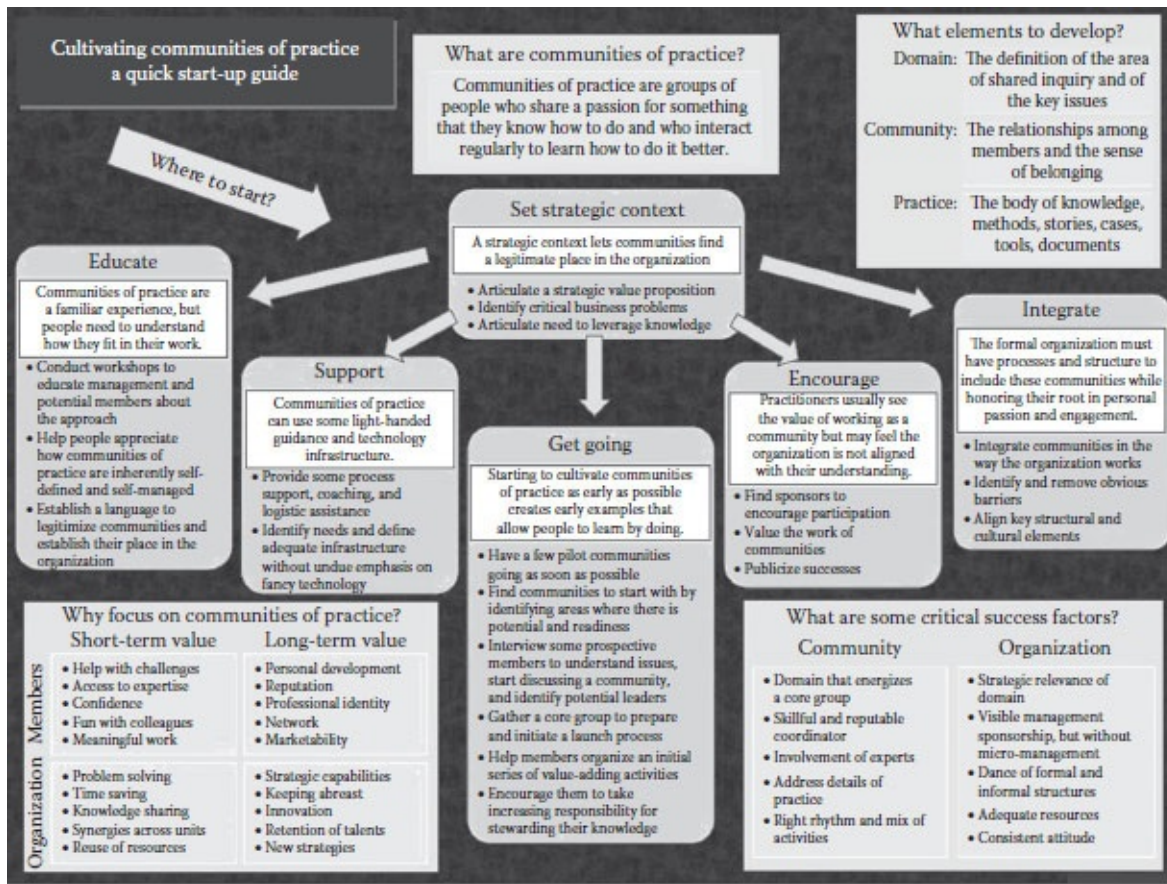 Cultivating communities of practice
a quick start-up guide
What are communities of practice?
Communities of practice are groups of
people who share a passion for something
that they know how to do and who interact
regularly to learn how to do it better.
What elements to develop?
Domain: The definition of the area
of shared inquiry and of
the key issues
Community: The relationships among
members and the sense
of belonging
Practice: The body of knowledge,
methods, stories, cases,
tools, documents
Where to start?
Set strategic context
A strategic context lets communities find
a legitimate place in the organization
• Articulate a strategic value proposition
• Identify critical business problems
• Articulate need to leverage knowledge
Educate
Communities of practice are
a familiar experience, but
people need to understand
how they fit in their work.
• Conduct workshops to
educate management and
potential members about
the approach
• Help people appreciate
how communities of
practice are inherently self-
defined and self-managed
• Establish a language to
legitimize communities and
establish their place in the
organization
Support
Communities of practice
can use some light-handed
guidance and technology
infrastructure.
• Provide some process
support, coaching, and
logistic assistance
• Identify needs and define
adequate infrastructure
without undue emphasis on
fancy technology
Get going
Starting to cultivate communities
of practice as early as possible
creates early examples that
allow people to learn by doing.
• Have a few pilot communities
going as soon as possible
• Find communities to start with by
identifying areas where there is
potential and readiness
• Interview some prospective
members to understand issues,
start discussing a community,
and identify potential leaders
• Gather a core group to prepare
and initiate a launch process
• Help members organize an initial
series of value-adding activities
• Encourage them to take
increasing responsibility for
stewarding their knowledge
Encourage
Practitioners usually see
the value of working as a
community but may feel the
organization is not aligned
with their understanding.
• Find sponsors to
encourage participation
• Value the work of
communities
• Publicize successes
Integrate
The formal organization must
have processes and structure to
include these communities while
honoring their root in personal
passion and engagement.
• Integrate communities in the
way the organization works
• Identify and remove obvious
barriers
• Align key structural and
cultural elements
Why focus on communities of practice?
Short-term value
Long-term value
Members
• Help with challenges
• Access to expertise
• Confidence
• Fun with colleagues
• Meaningful work
• Personal development
• Reputation
• Professional identity
• Network
• Marketability
Organization
• Problem solving
• Time saving
• Knowledge sharing
• Synergies across units
• Reuse of resources
• Strategic capabilities
• Keeping abreast
• Innovation
• Retention of talents
• New strategies
What are some critical success factors?
Community
• Domain that energizes
a core group
• Skillful and reputable
coordinator
• Involvement of experts
• Address details of
practice
• Right rhythm and mix of
activities
Organization
• Strategic relevance of
domain
• Visible management
sponsorship, but without
micro-management
• Dance of formal and
informal structures
• Adequate resources
• Consistent attitude